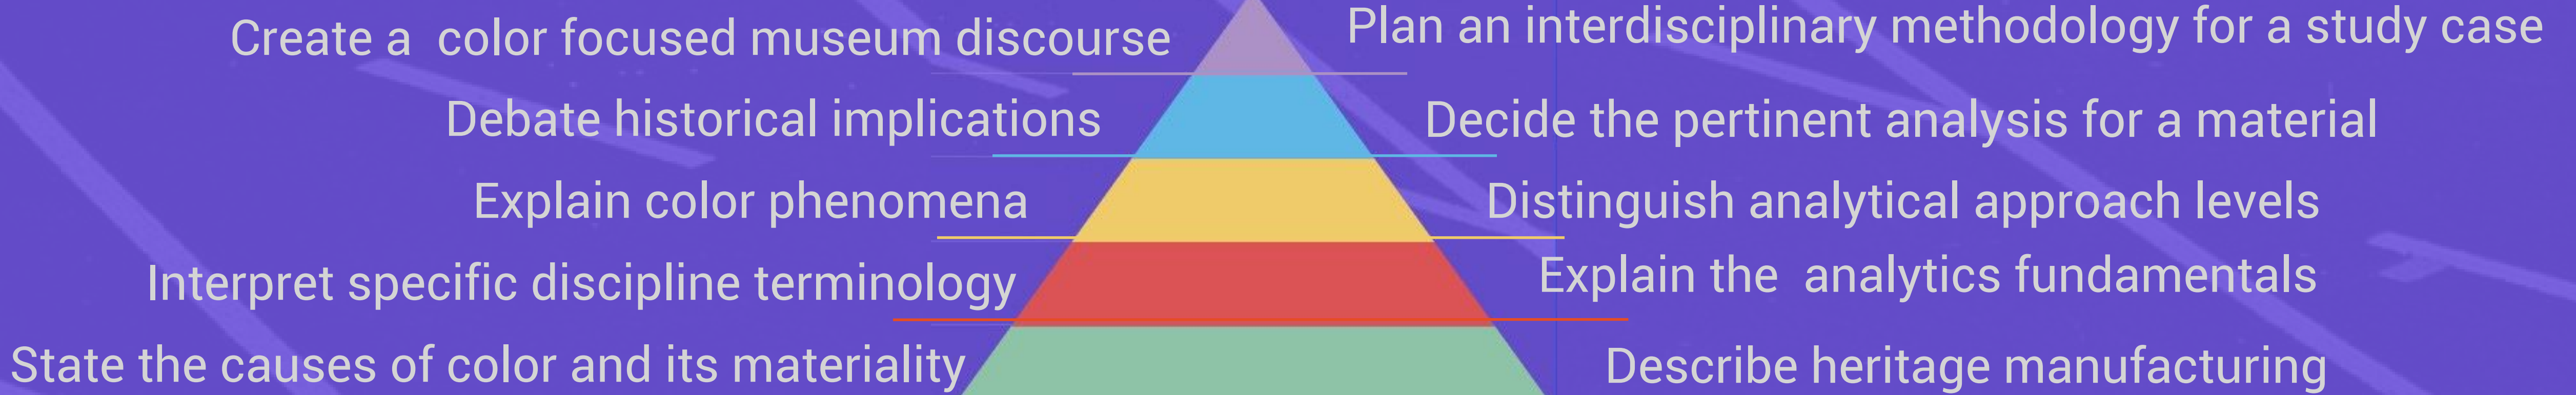 Create a  color focused museum discourse
Plan an interdisciplinary methodology for a study case
Debate historical implications
Decide the pertinent analysis for a material
Explain color phenomena
Distinguish analytical approach levels
Interpret specific discipline terminology
Explain the  analytics fundamentals
State the causes of color and its materiality
Describe heritage manufacturing